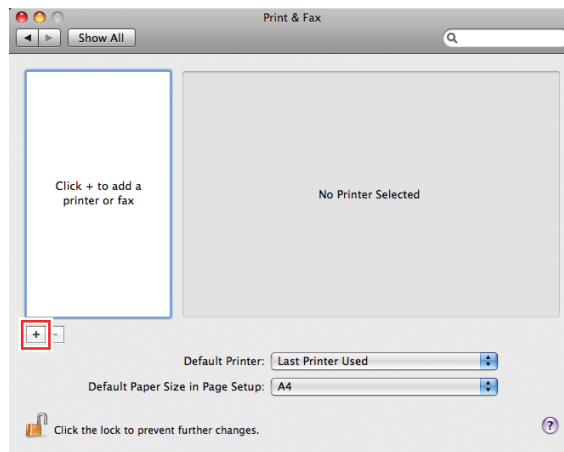 Print & Fax
Show All
Click + to add a
printer or fax
No Printer Selected
+ -
Default Printer: Last Printer Used
Default Paper Size in Page Setup: A4
Click the lock to prevent further changes.
?